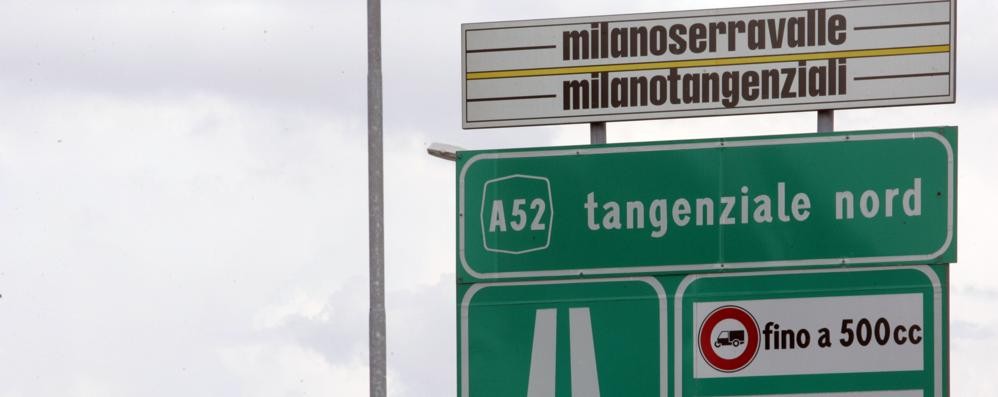 milanoserravalle
milanotangenziali
A52 tangenziale nord
fino a 500cc